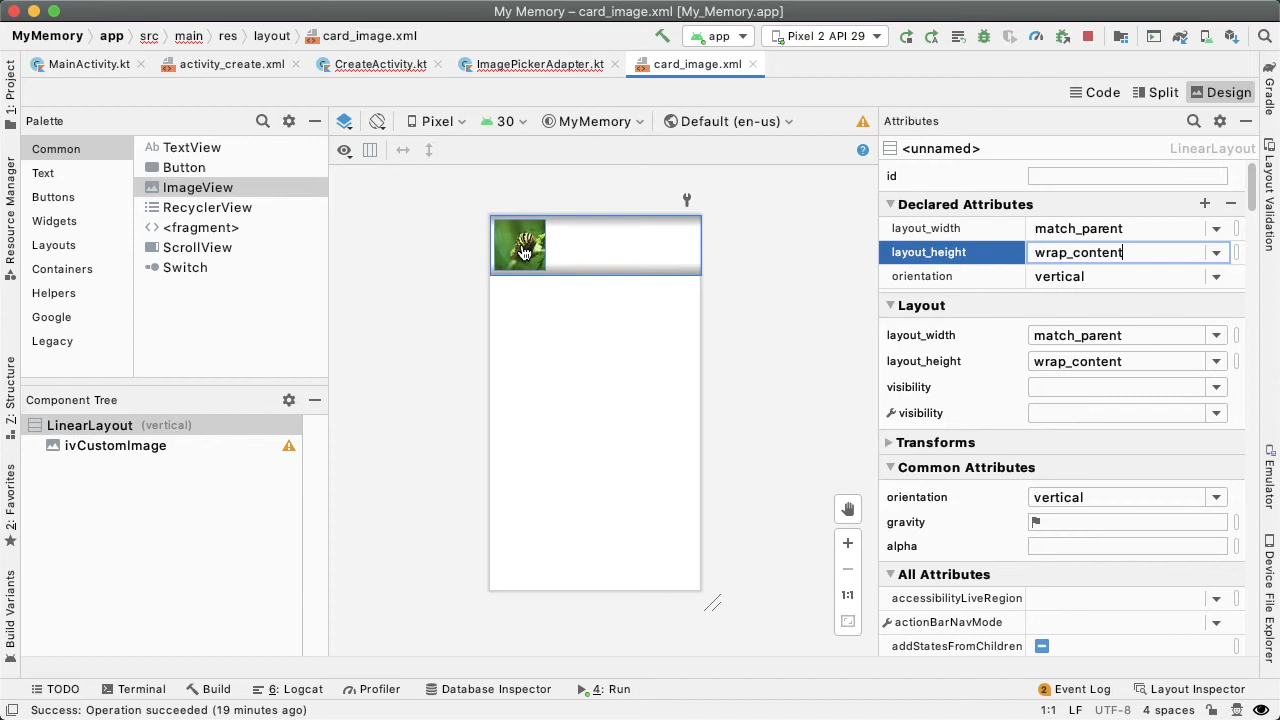 My Memory – card_image.xml [My_Memory.app]
MyMemory app src main res layout card_image.xml app Pixel 2 API 29
MainActivity.kt activity_create.xml CreateActivity.kt ImagePickerAdapter.kt card_image.xml
Code Split Design
Palette Pixel 30 MyMemory Default (en-us) Attributes
Common
Text
Buttons
Widgets
Layouts
Containers
Helpers
Google
Legacy
Ab TextView
Button
ImageView
RecyclerView
<fragment>
ScrollView
Switch
Component Tree
LinearLayout (vertical)
ivCustomImage
1:1
<unnamed> LinearLayout
id
Declared Attributes
layout_width match_parent
layout_height wrap_content
orientation vertical
Layout
layout_width match_parent
layout_height wrap_content
visibility
visibility
Transforms
Common Attributes
orientation vertical
gravity
alpha
All Attributes
accessibilityLiveRegion
actionBarNavMode
addStatesFromChildren
1: Project
Resource Manager
Z: Structure
2: Favorites
Build Variants
Gradle
Layout Validation
Emulator
Device File Explorer
TODO Terminal Build 6: Logcat Profiler Database Inspector 4: Run 2 Event Log Layout Inspector
Success: Operation succeeded (19 minutes ago) 1:1 LF UTF-8 4 spaces